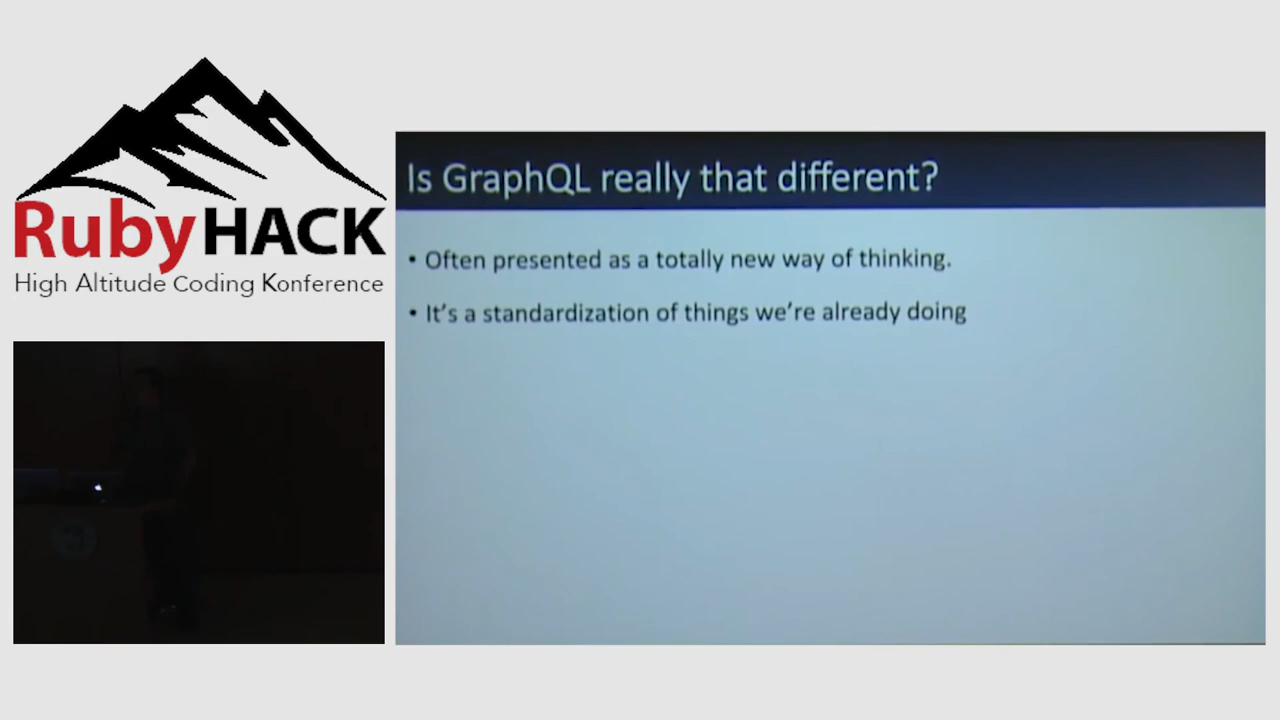 RubyHACK
High Altitude Coding Konference
Is GraphQL really that different?
• Often presented as a totally new way of thinking.
• It's a standardization of things we're already doing